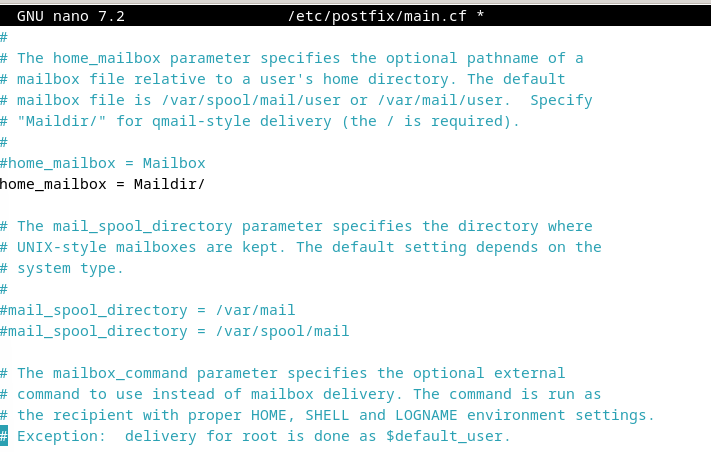 GNU nano 7.2 /etc/postfix/main.cf *
#
# The home_mailbox parameter specifies the optional pathname of a
# mailbox file relative to a user's home directory. The default
# mailbox file is /var/spool/mail/user or /var/mail/user.  Specify
# "Maildir/" for qmail-style delivery (the / is required).
#
#home_mailbox = Mailbox
home_mailbox = Maildir/

# The mail_spool_directory parameter specifies the directory where
# UNIX-style mailboxes are kept. The default setting depends on the
# system type.
#
#mail_spool_directory = /var/mail
#mail_spool_directory = /var/spool/mail

# The mailbox_command parameter specifies the optional external
# command to use instead of mailbox delivery. The command is run as
# the recipient with proper HOME, SHELL and LOGNAME environment settings.
# Exception:  delivery for root is done as $default_user.